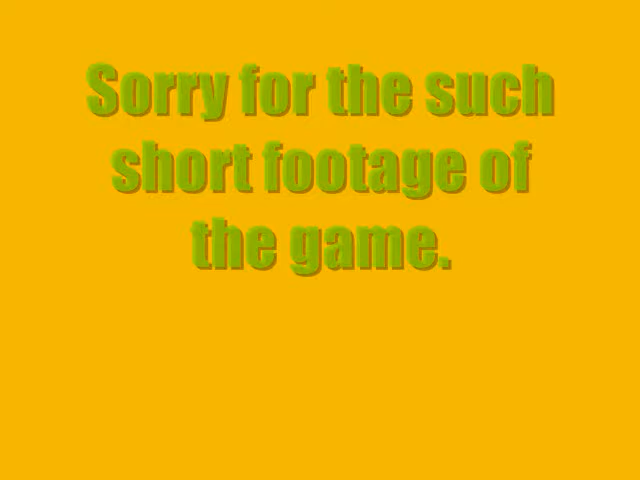 Sorry for the such
short footage of
the game.